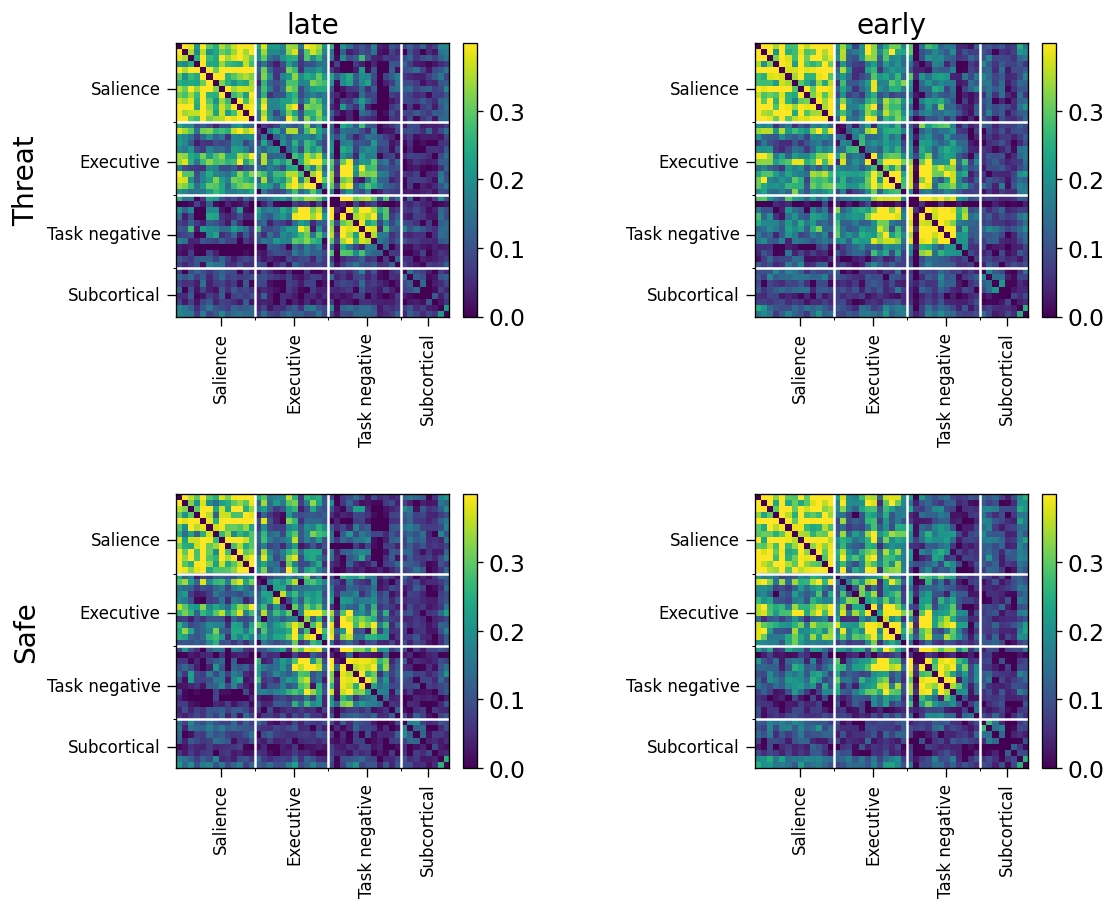 late
early
Threat
Salience
Executive
Task negative
Subcortical
0.3
0.2
0.1
0.0
Salience
Executive
Task negative
Subcortical
Salience
Executive
Task negative
Subcortical
0.3
0.2
0.1
0.0
Salience
Executive
Task negative
Subcortical
Safe
Salience
Executive
Task negative
Subcortical
0.3
0.2
0.1
0.0
Salience
Executive
Task negative
Subcortical
Salience
Executive
Task negative
Subcortical
0.3
0.2
0.1
0.0
Salience
Executive
Task negative
Subcortical